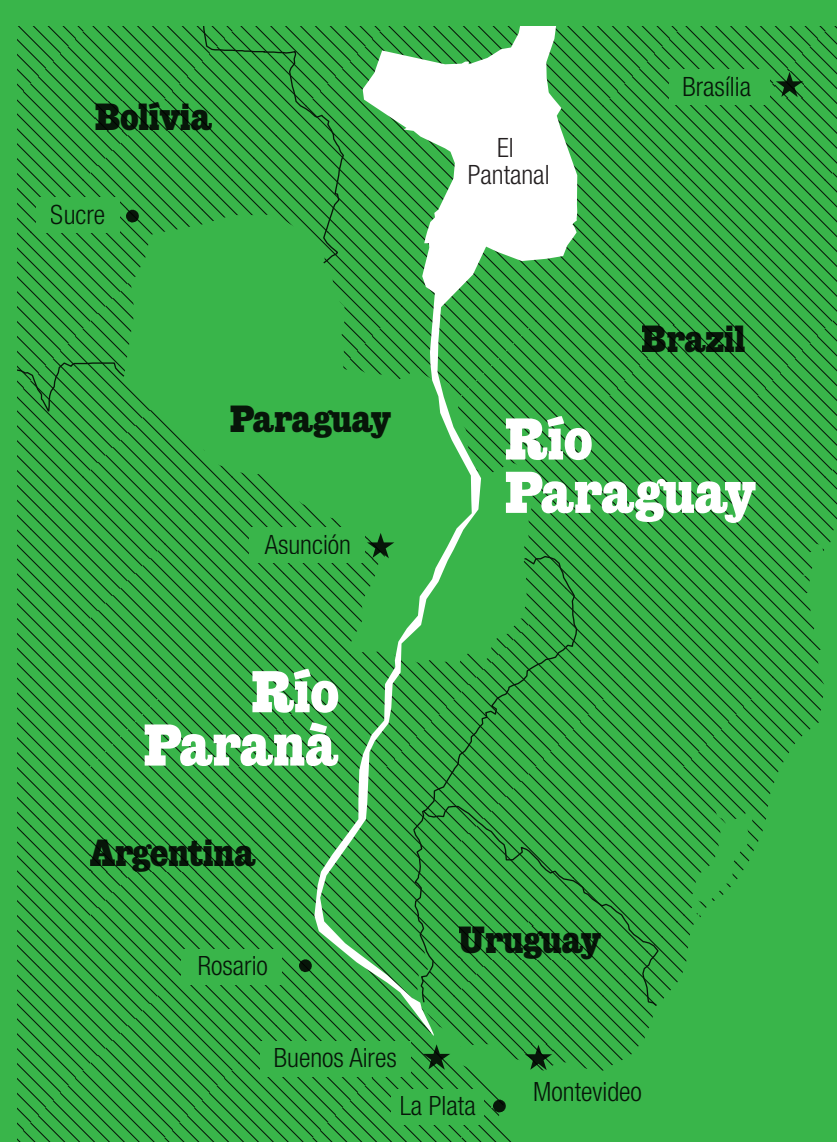 Brasília
Bolívia
El
Pantanal
Sucre
Brazil
Paraguay
Río
Paraguay
Asunción
Río
Paranà
Argentina
Uruguay
Rosario
Buenos Aires
Montevideo
La Plata